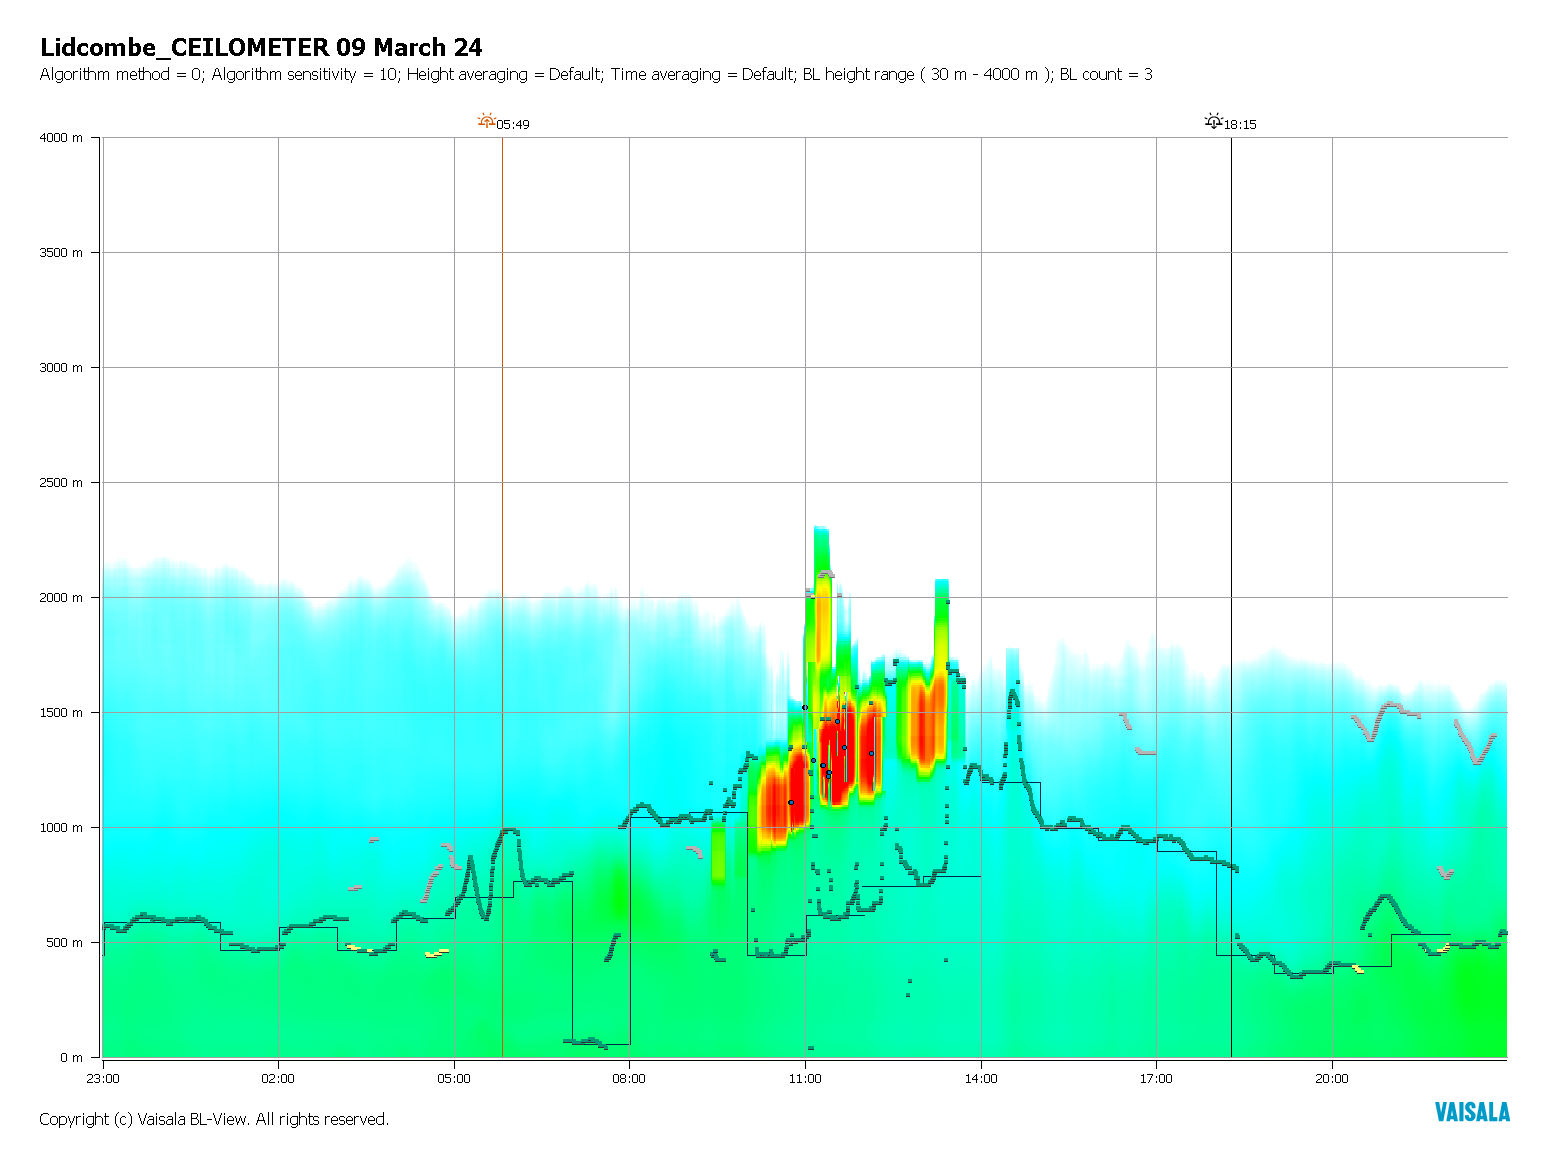 Lidcombe_CEILOMETER 09 March 24
Algorithm method = 0; Algorithm sensitivity = 10; Height averaging = Default; Time averaging = Default; BL height range ( 30 m - 4000 m ); BL count = 3
05:49
18:15
4000 m
3500 m
3000 m
2500 m
2000 m
1500 m
1000 m
500 m
0 m
23:00 02:00 05:00 08:00 11:00 14:00 17:00 20:00
Copyright (c) Vaisala BL-View. All rights reserved.
VAISALA